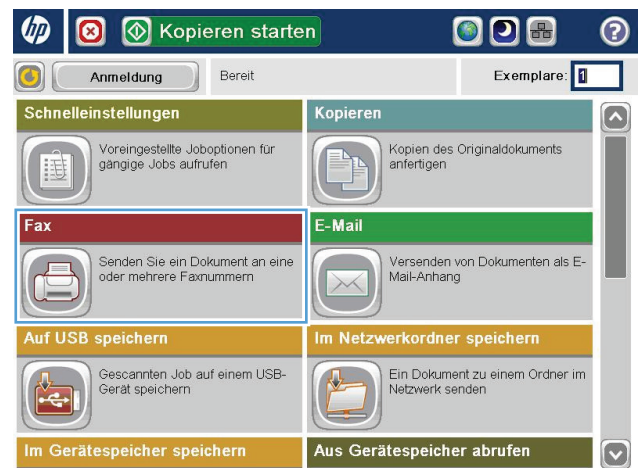 hp
Kopieren starten
?
Anmeldung
Bereit
Exemplare: 1
Schnelleinstellungen
Voreingestellte Joboptionen für
gängige Jobs aufrufen
Kopieren
Kopien des Originaldokuments
anfertigen
Fax
Senden Sie ein Dokument an eine
oder mehrere Faxnummern
E-Mail
Versenden von Dokumenten als E-
Mail-Anhang
Auf USB speichern
Gescannten Job auf einem USB-
Gerät speichern
Im Netzwerkordner speichern
Ein Dokument zu einem Ordner im
Netzwerk senden
Im Gerätespeicher speichern
Aus Gerätespeicher abrufen